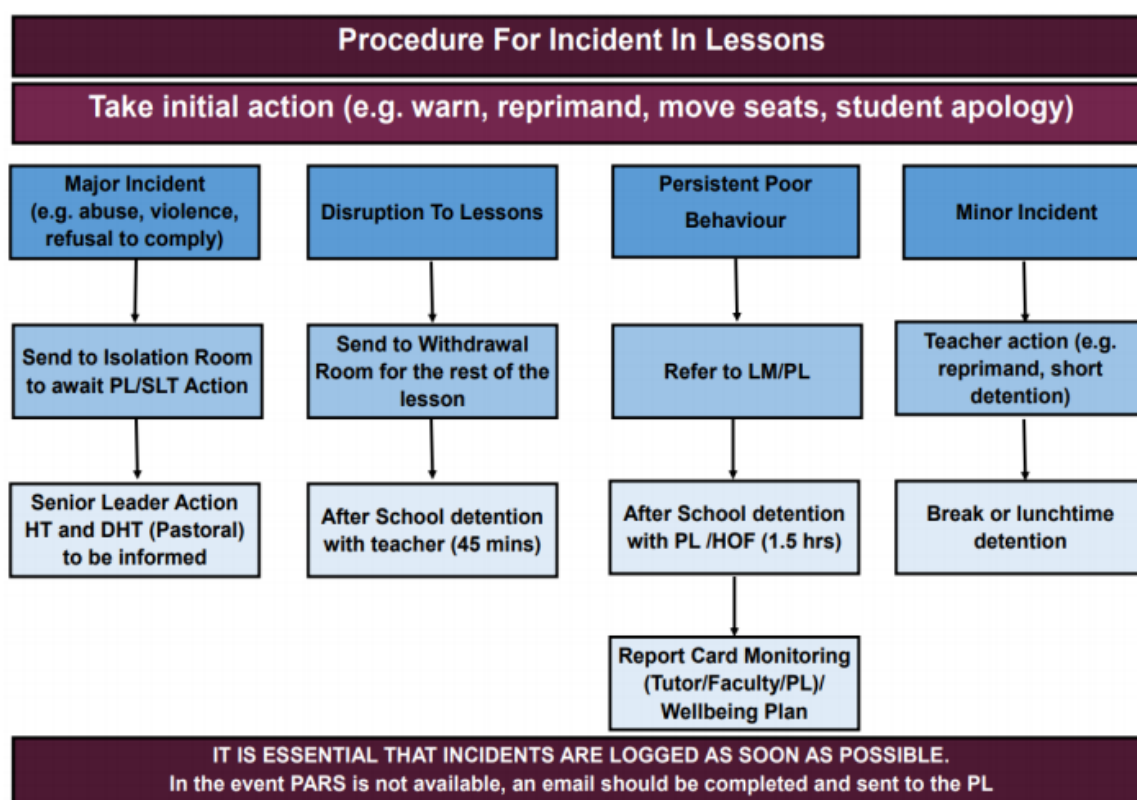 Procedure For Incident In Lessons
Take initial action (e.g. warn, reprimand, move seats, student apology)
Major Incident
(e.g. abuse, violence,
refusal to comply)
Send to Isolation Room
to await PL/SLT Action
Senior Leader Action
HT and DHT (Pastoral)
to be informed
Disruption To Lessons
Send to Withdrawal
Room for the rest of the
lesson
After School detention
with teacher (45 mins)
Persistent Poor
Behaviour
Refer to LM/PL
After School detention
with PL /HOF (1.5 hrs)
Report Card Monitoring
(Tutor/Faculty/PL)/
Wellbeing Plan
Minor Incident
Teacher action (e.g.
reprimand, short
detention)
Break or lunchtime
detention
IT IS ESSENTIAL THAT INCIDENTS ARE LOGGED AS SOON AS POSSIBLE.
In the event PARS is not available, an email should be completed and sent to the PL